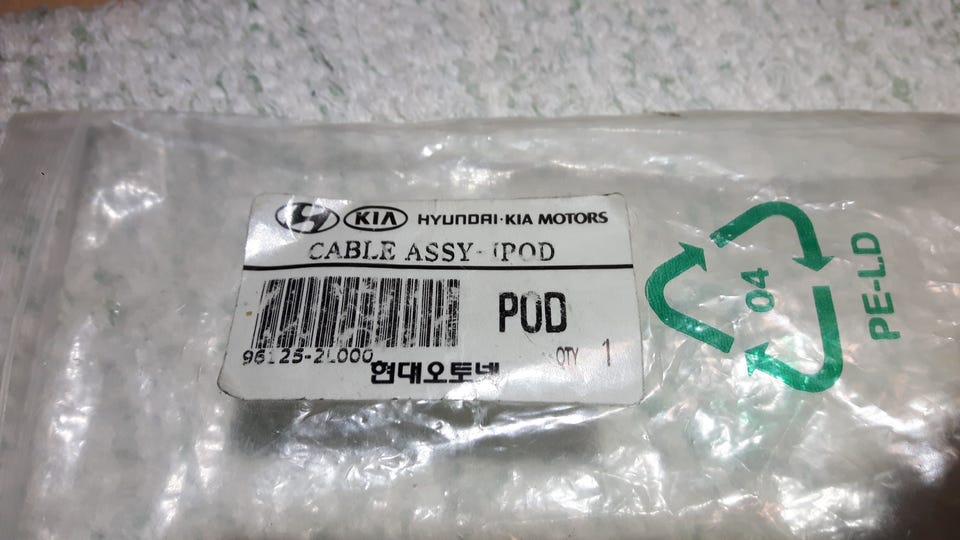 KIA HYUNDAI·KIA MOTORS
CABLE ASSY-IPOD
POD
96125-2L000
현대오토넷
QTY 1
04
PE-LD